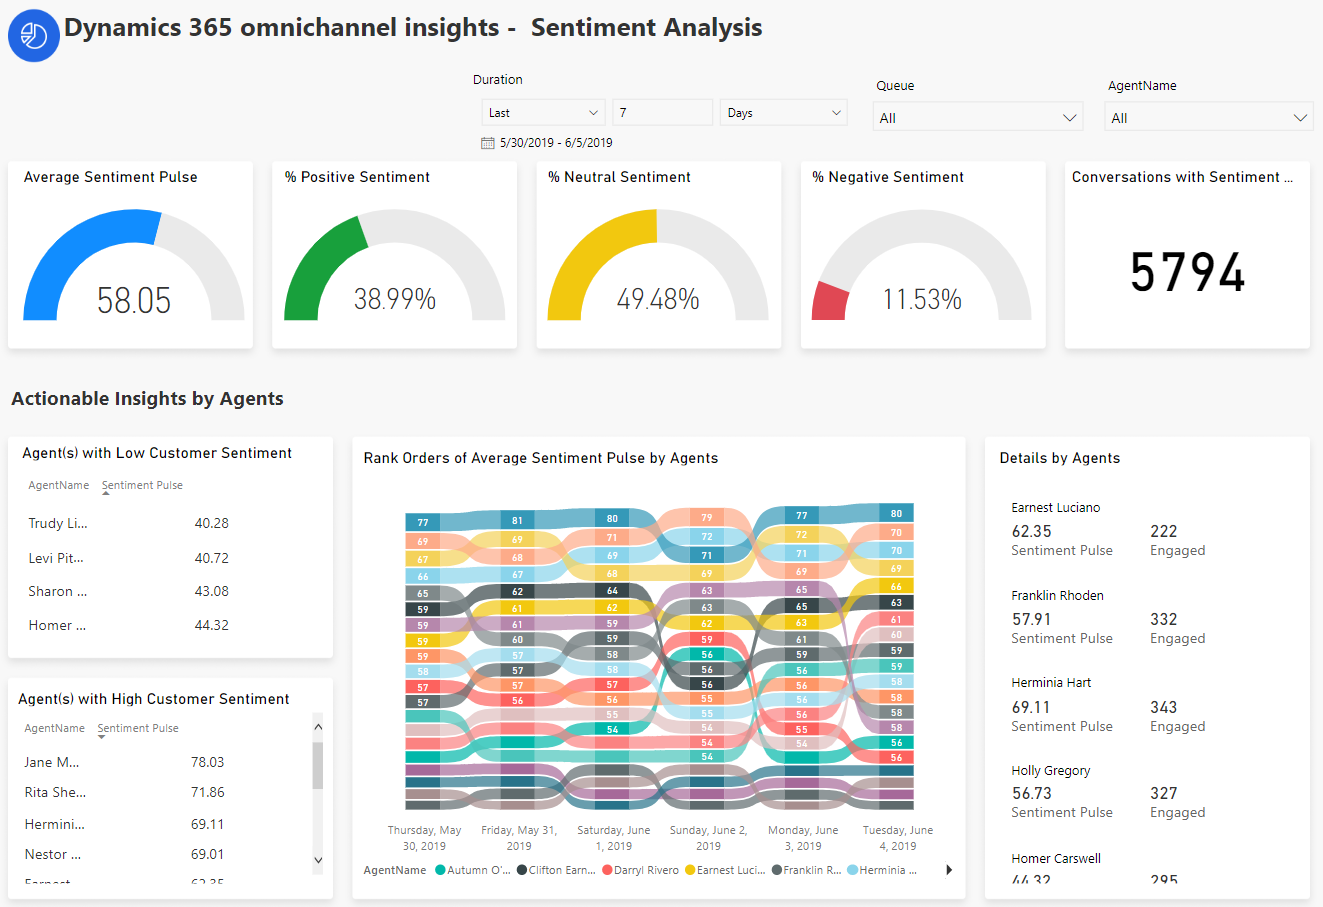 Dynamics 365 omnichannel insights -  Sentiment Analysis
Duration
Queue
AgentName
Last
7
Days
All
All
5/30/2019 - 6/5/2019
Average Sentiment Pulse
% Positive Sentiment
% Neutral Sentiment
% Negative Sentiment
Conversations with Sentiment ...
58.05
38.99%
49.48%
11.53%
5794
Actionable Insights by Agents
Agent(s) with Low Customer Sentiment
AgentName Sentiment Pulse
Trudy Li... 40.28
Levi Pit... 40.72
Sharon ... 43.08
Homer ... 44.32
Agent(s) with High Customer Sentiment
AgentName Sentiment Pulse
Jane M... 78.03
Rita She... 71.86
Hermini... 69.11
Nestor ... 69.01
Earnest 62.35
Rank Orders of Average Sentiment Pulse by Agents
77 81 80 79 77 80
69 69 71 72 72 70
67 68 69 71 71 70
66 67 68 69 69 69
65 62 64 63 65 66
59 61 62 63 65 63
59 61 59 62 63 61
59 60 59 59 61 60
59 57 58 56 59 59
58 57 58 56 56 59
57 57 57 56 56 58
57 56 56 55 56 58
55 55 56 58
54 54 55 58
54 54 56
54 56
Thursday, May 30, 2019
Friday, May 31, 2019
Saturday, June 1, 2019
Sunday, June 2, 2019
Monday, June 3, 2019
Tuesday, June 4, 2019
AgentName Autumn O'... Clifton Earn... Darryl Rivero Earnest Luci... Franklin R... Herminia ...
Details by Agents
Earnest Luciano
62.35 222
Sentiment Pulse Engaged
Franklin Rhoden
57.91 332
Sentiment Pulse Engaged
Herminia Hart
69.11 343
Sentiment Pulse Engaged
Holly Gregory
56.73 327
Sentiment Pulse Engaged
Homer Carswell
44.32 295